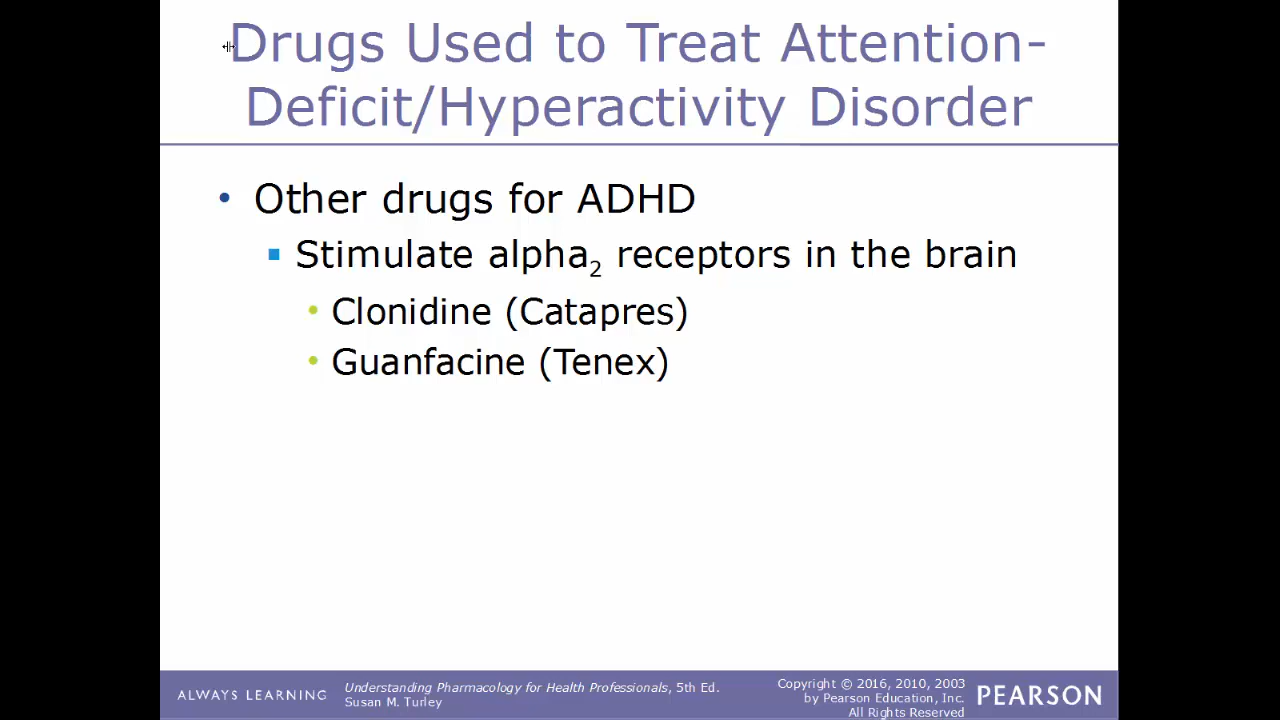 Drugs Used to Treat Attention-
Deficit/Hyperactivity Disorder
• Other drugs for ADHD
▪ Stimulate alpha₂ receptors in the brain
• Clonidine (Catapres)
• Guanfacine (Tenex)
ALWAYS LEARNING
Understanding Pharmacology for Health Professionals, 5th Ed.
Susan M. Turley
Copyright © 2016, 2010, 2003
by Pearson Education, Inc.
All Rights Reserved
PEARSON